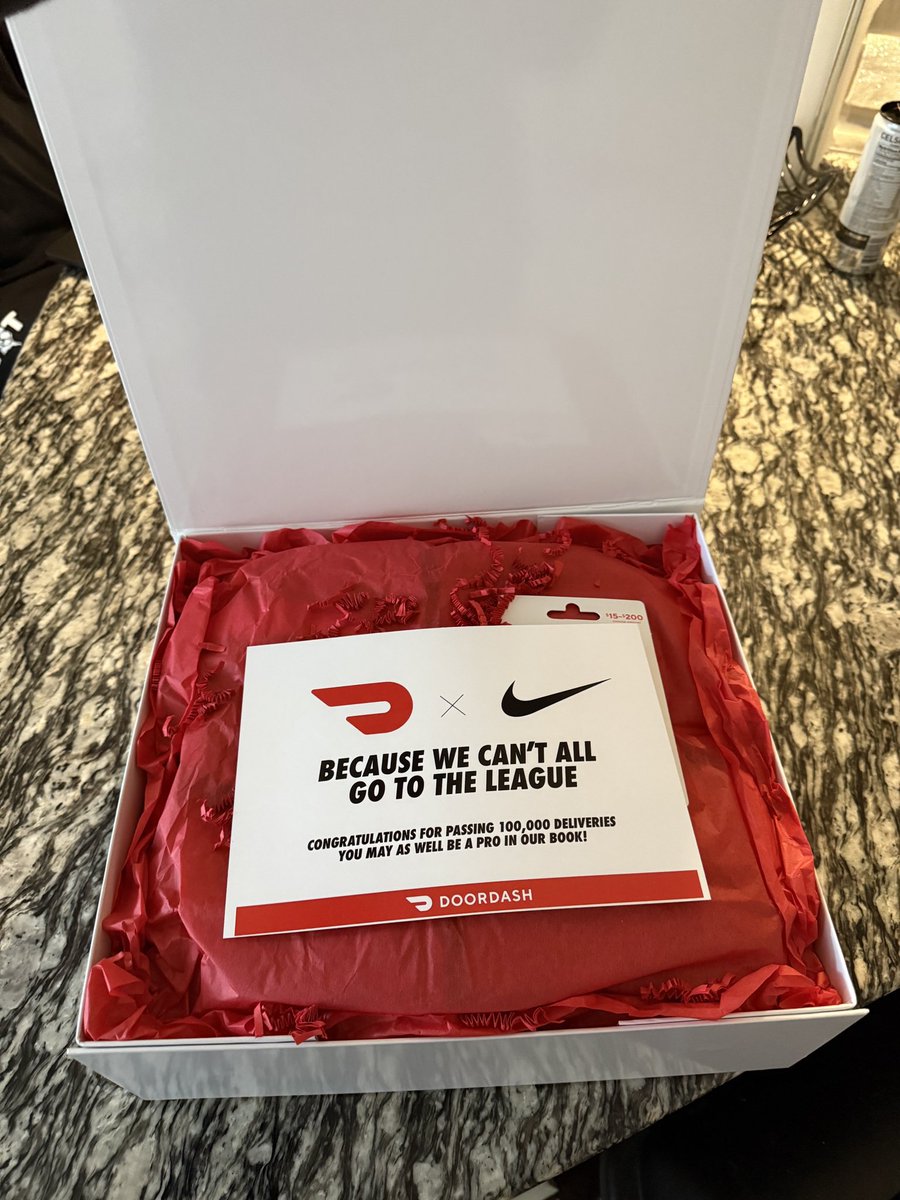 CELS
$15-$200
BECAUSE WE CAN'T ALL
GO TO THE LEAGUE
CONGRATULATIONS FOR PASSING 100,000 DELIVERIES
YOU MAY AS WELL BE A PRO IN OUR BOOK!
DOORDASH